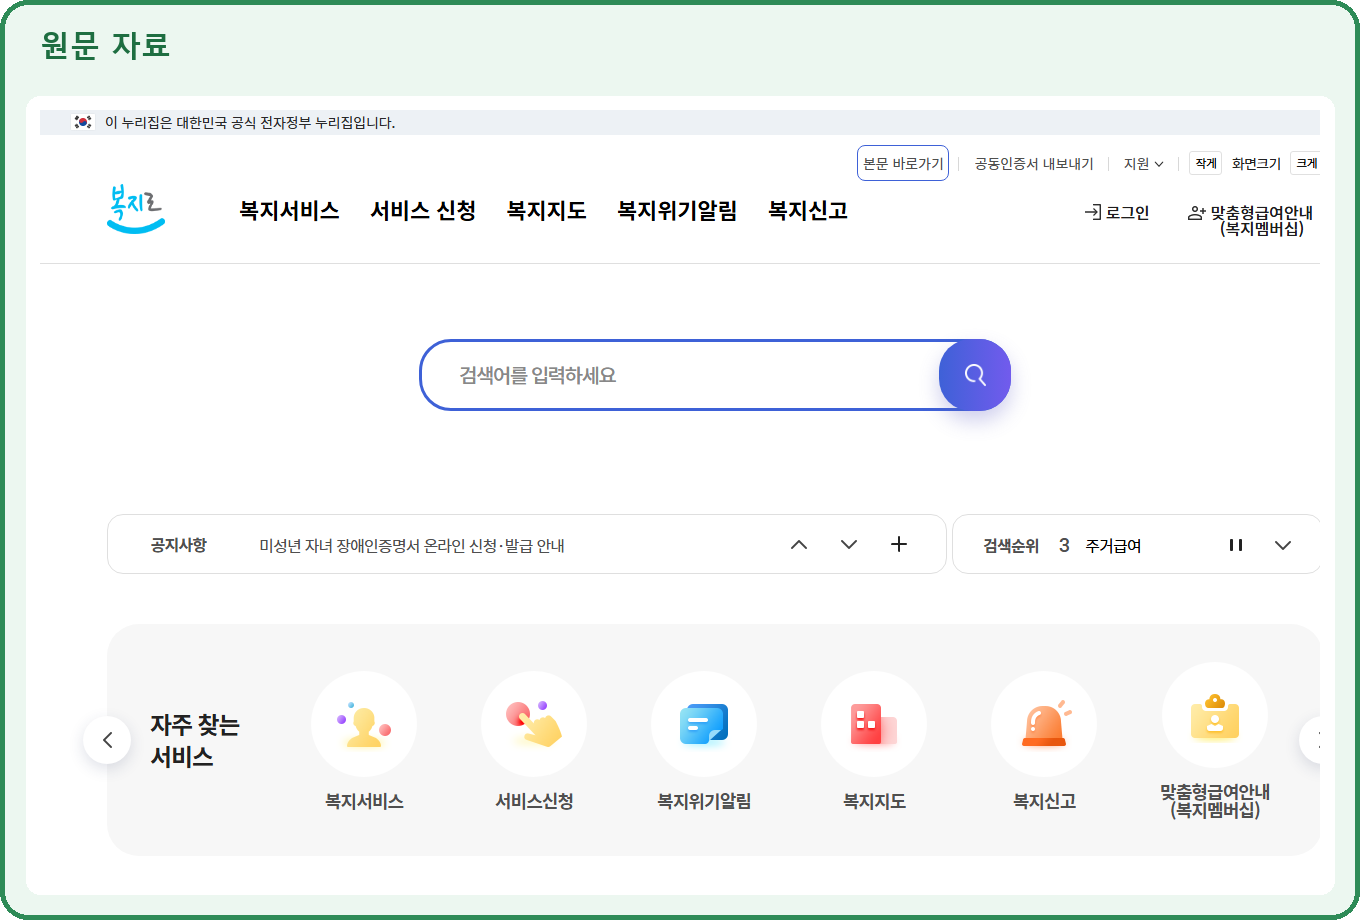 원문 자료
이 누리집은 대한민국 공식 전자정부 누리집입니다.
본문 바로가기
공동인증서 내보내기
지원
작게
화면크기
크게
복지로
복지서비스
서비스 신청
복지지도
복지위기알림
복지신고
로그인
맞춤형급여안내
(복지멤버십)
검색어를 입력하세요
공지사항
미성년 자녀 장애인증명서 온라인 신청·발급 안내
검색순위
3 주거급여
자주 찾는
서비스
복지서비스
서비스신청
복지위기알림
복지지도
복지신고
맞춤형급여안내
(복지멤버십)